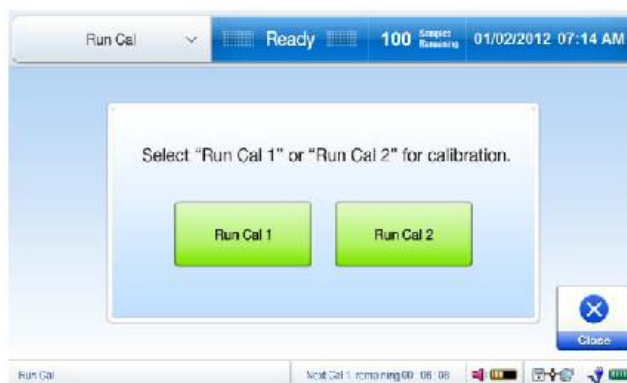 Run Cal
Ready
100 Samples Remaining
01/02/2012 07:14 AM
Select “Run Cal 1” or “Run Cal 2” for calibration.
Run Cal 1
Run Cal 2
Close
Run Cal
Next Cal 1 remaining 00 : 06 : 08